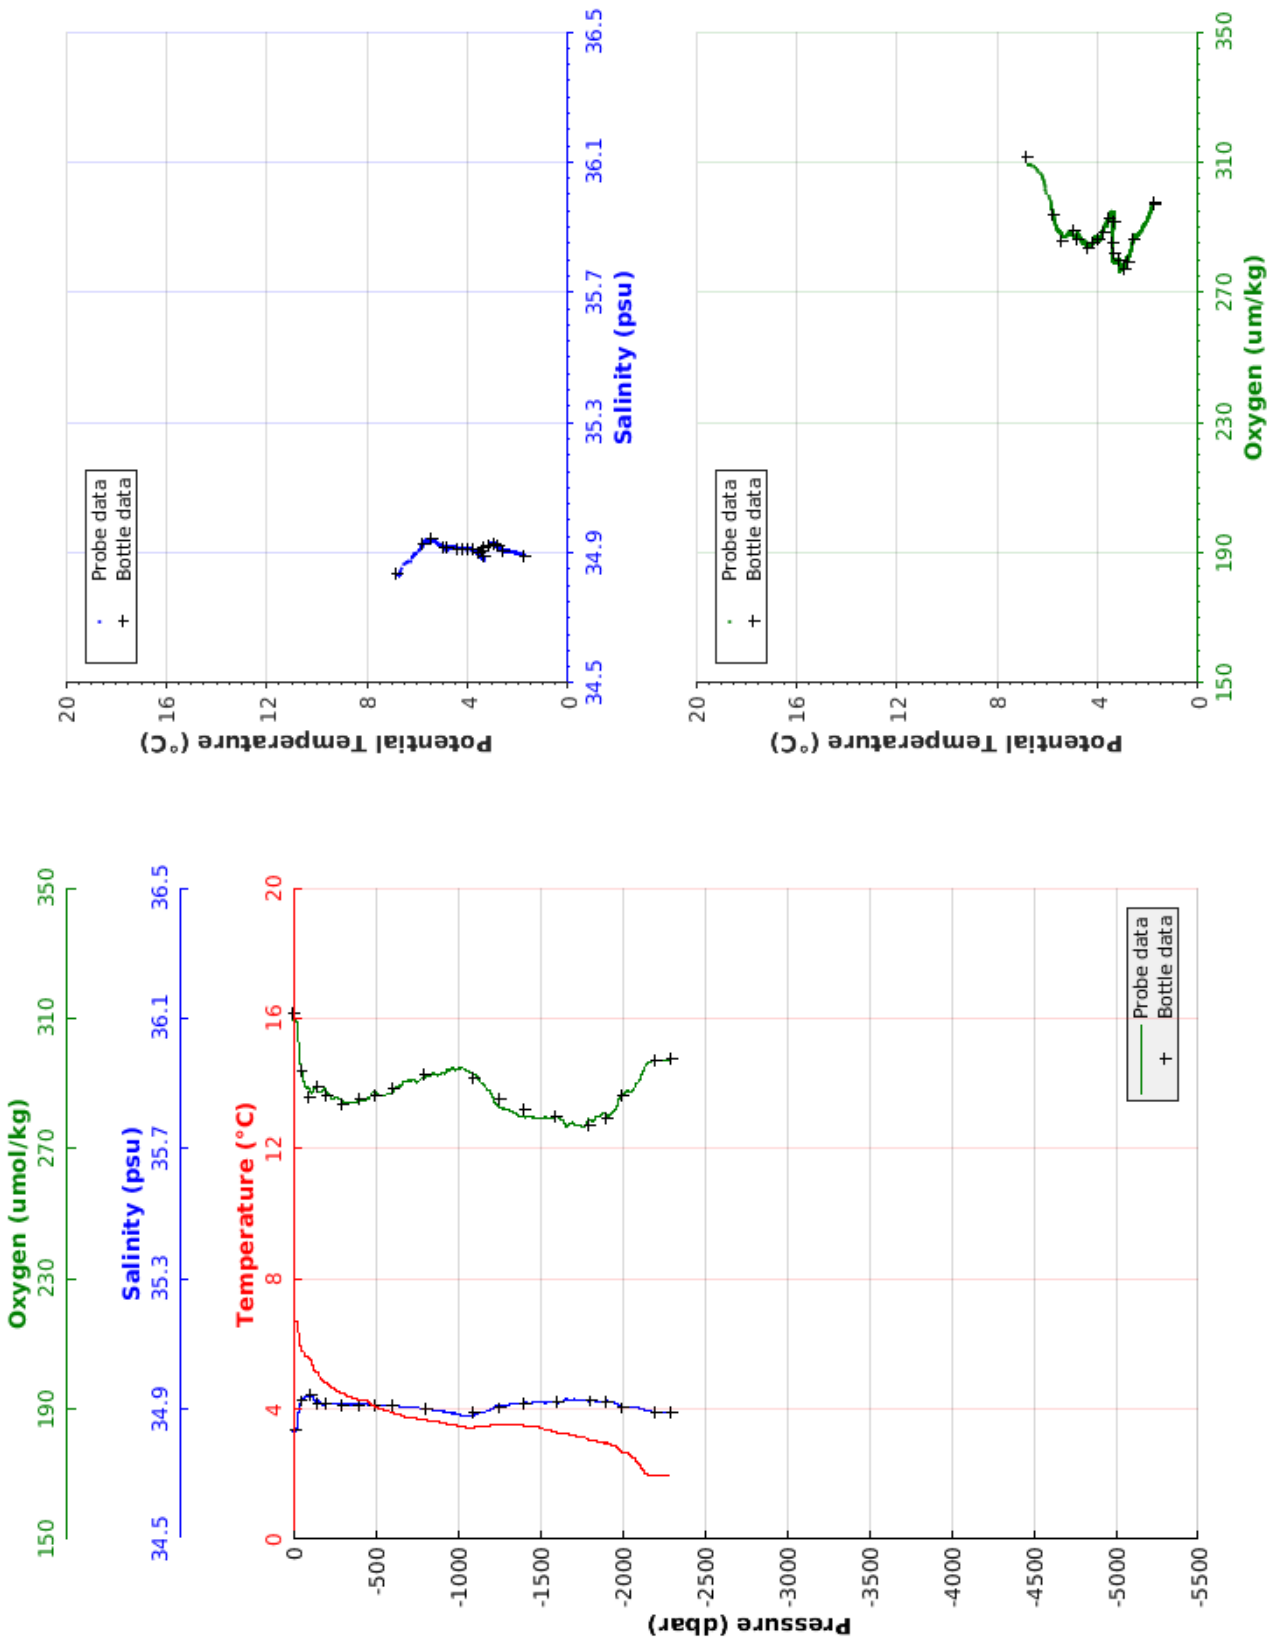 Oxygen (umol/kg)
150 190 230 270 310 350
Salinity (psu)
34.5 34.9 35.3 35.7 36.1 36.5
Temperature (°C)
0 4 8 12 16 20
Pressure (dbar)
0
-500
-1000
-1500
-2000
-2500
-3000
-3500
-4000
-4500
-5000
-5500
Probe data
Bottle data
Potential Temperature (°C)
20
16
12
8
4
0
Probe data
Bottle data
34.5 34.9 35.3 35.7 36.1 36.5
Salinity (psu)
Potential Temperature (°C)
20
16
12
8
4
0
Probe data
Bottle data
150 190 230 270 310 350
Oxygen (um/kg)